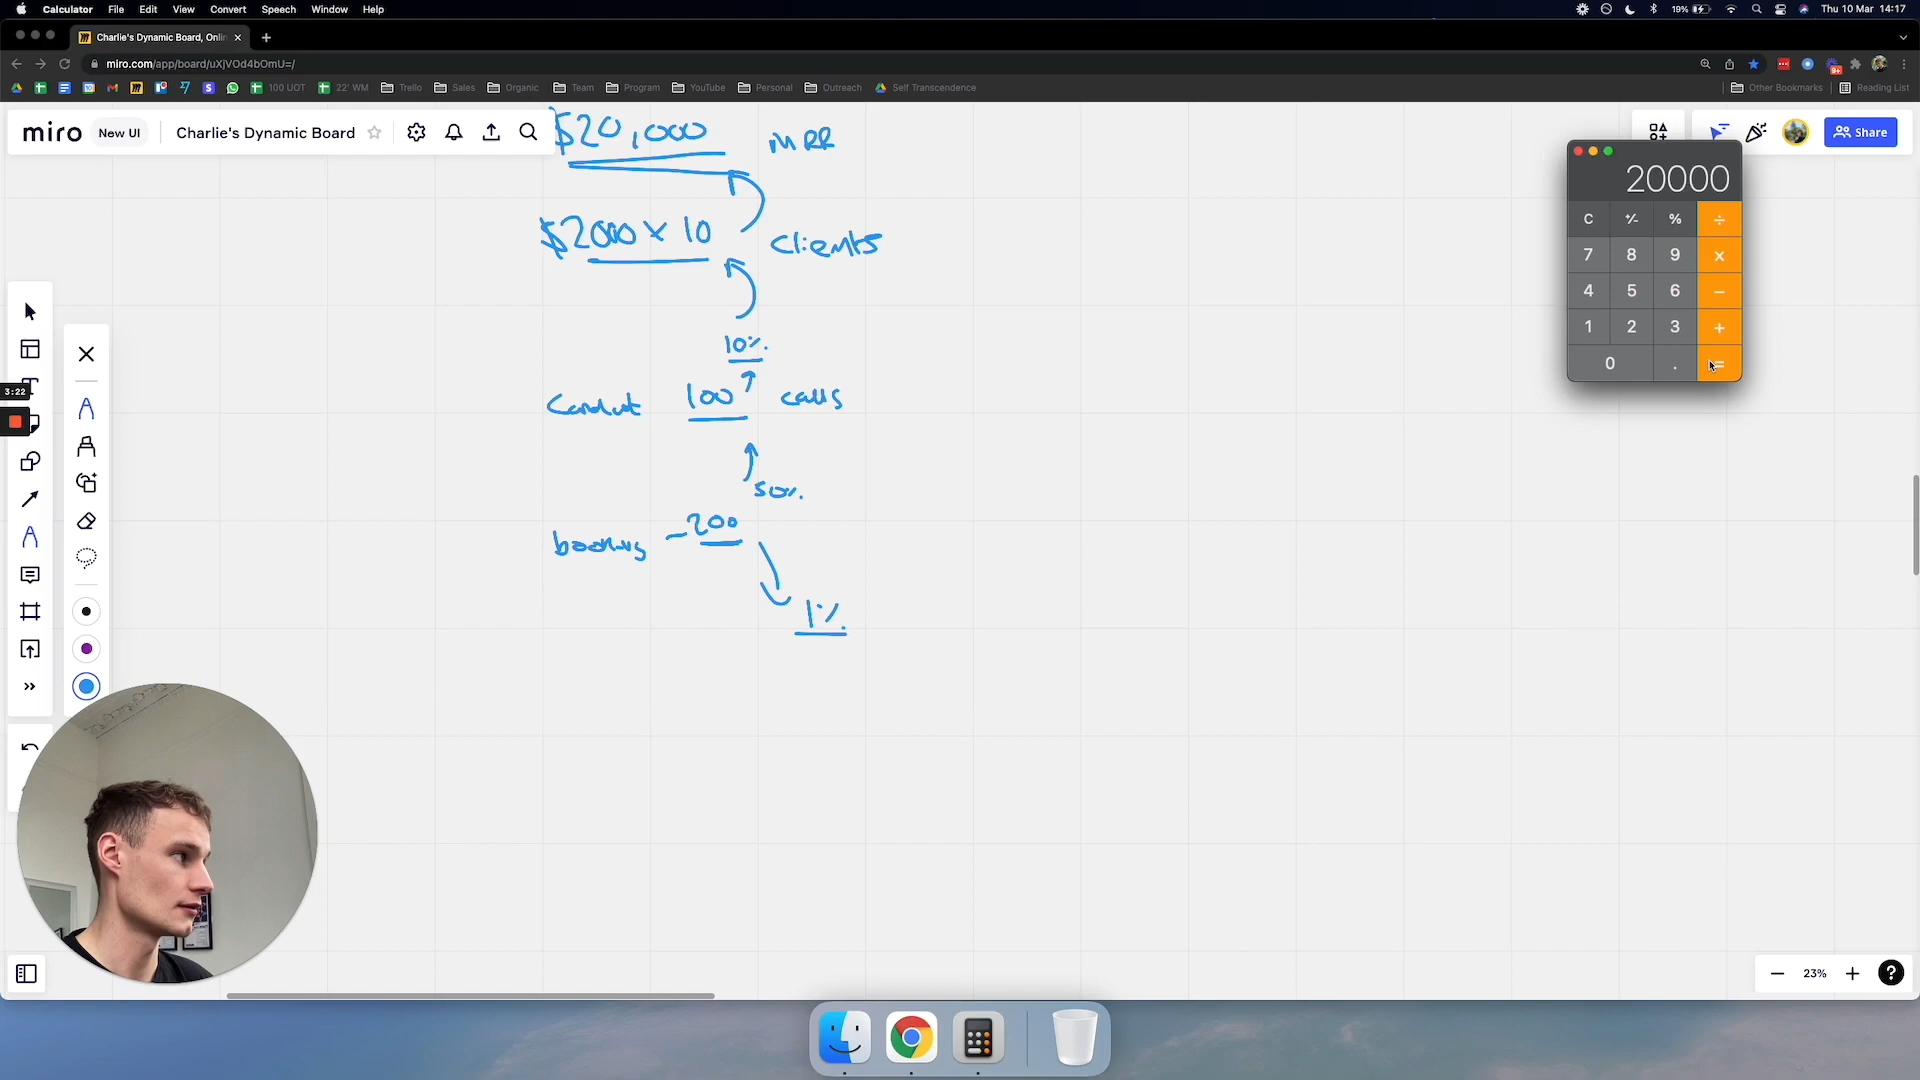 Calculator File Edit View Convert Speech Window Help 19% Thu 10 Mar 14:17
Charlie's Dynamic Board, Onlin
miro.com/app/board/uXjVOd4bOmU=/
100 UOT 22' WM Trello Sales Organic Team Program YouTube Personal Outreach Self Transcendence Other Bookmarks Reading List
miro New UI Charlie's Dynamic Board Share
$20,000 MRR
20000
C +/- % ÷
7 8 9 x
4 5 6 −
1 2 3 +
0 . =
$2000 x 10 clients
10%.
Conduct 100 calls
3:22
50%.
booking - 200
1%.
23%